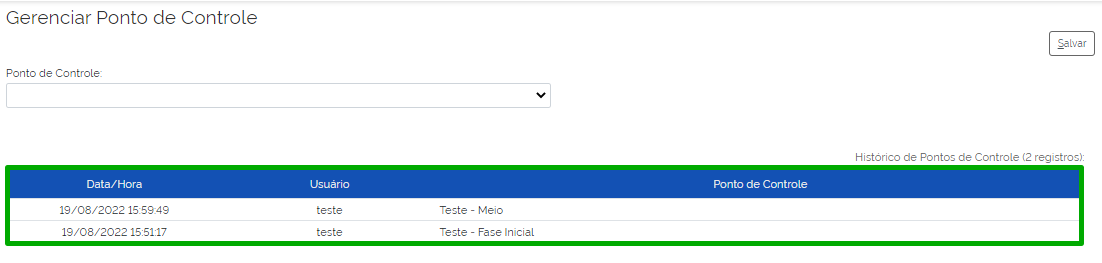 Gerenciar Ponto de Controle
Salvar
Ponto de Controle:
Histórico de Pontos de Controle (2 registros):
Data/Hora Usuário Ponto de Controle
19/08/2022 15:59:49 teste Teste - Meio
19/08/2022 15:51:17 teste Teste - Fase Inicial